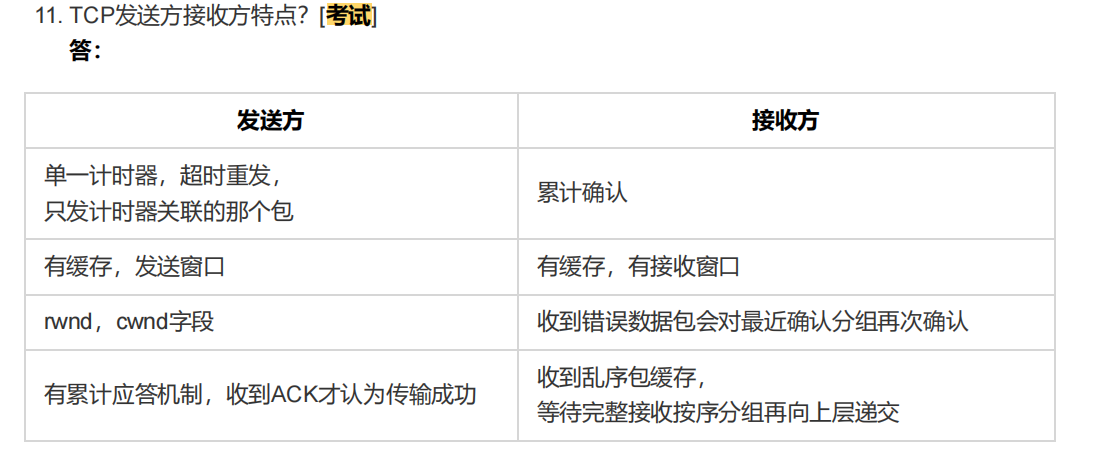 11. TCP发送方接收方特点？[考试]
答：
发送方
接收方
单一计时器，超时重发，
只发计时器关联的那个包
累计确认
有缓存，发送窗口
有缓存，有接收窗口
rwnd，cwnd字段
收到错误数据包会对最近确认分组再次确认
有累计应答机制，收到ACK才认为传输成功
收到乱序包缓存，
等待完整接收按序分组再向上层递交